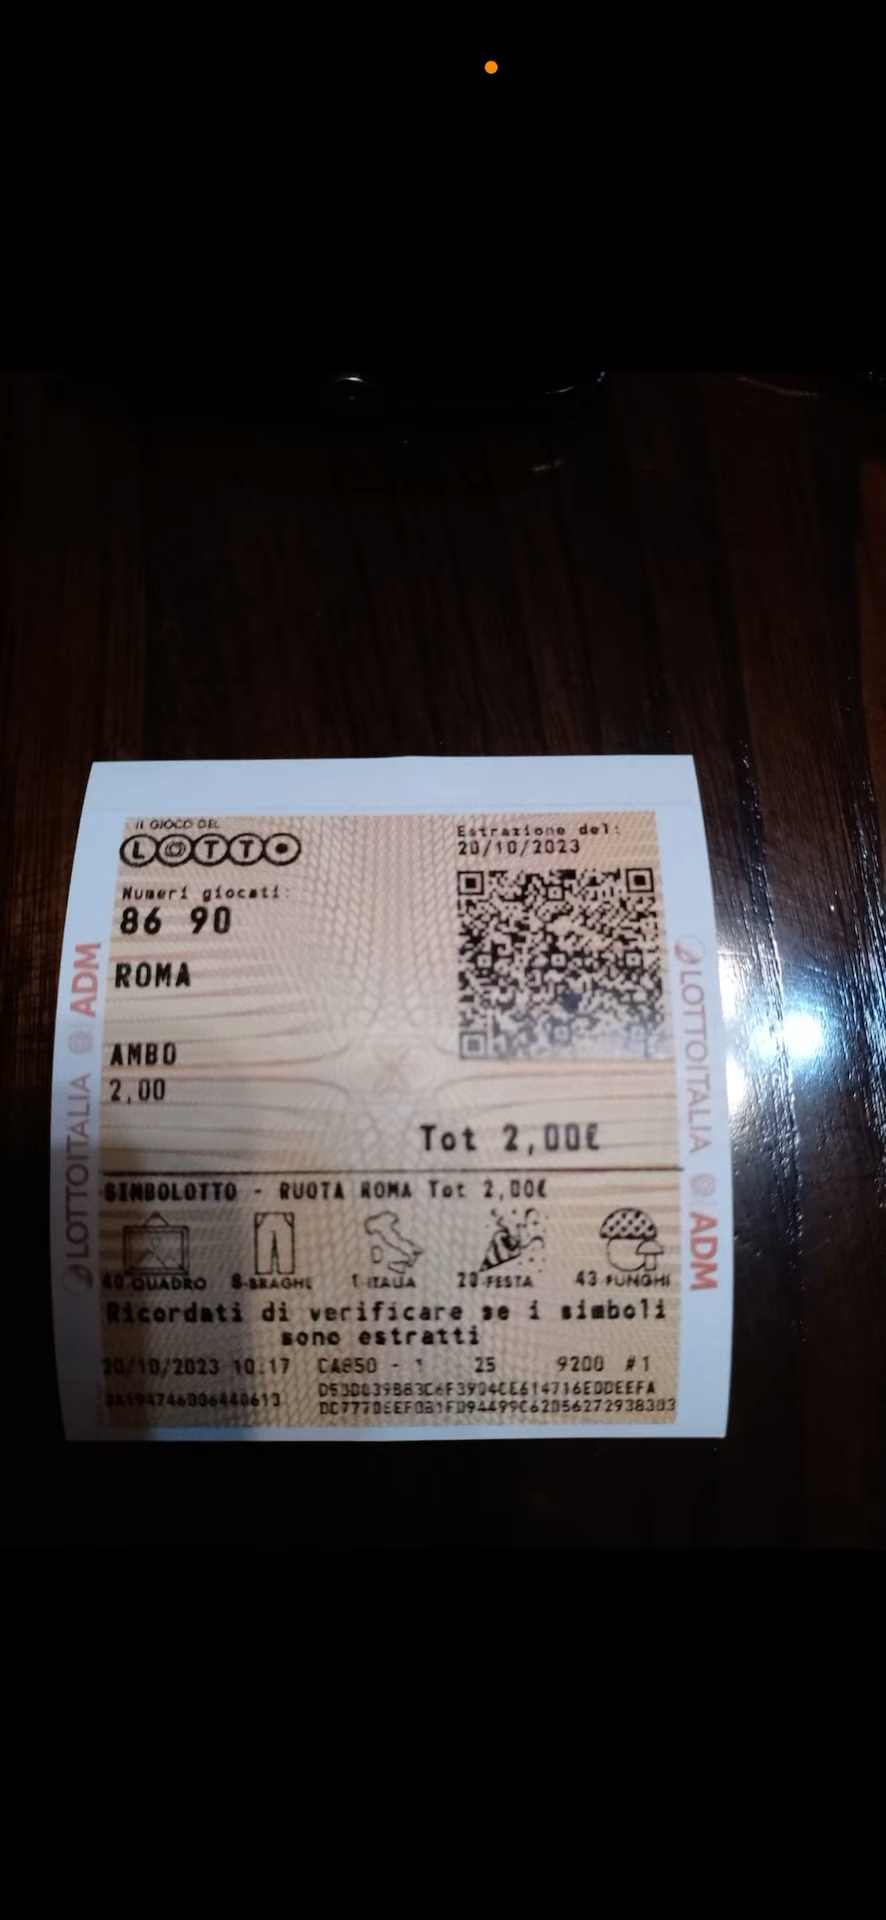 IL GIOCO DEL
LOTTO
Estrazione del:
20/10/2023
Numeri giocati:
86 90
ROMA
AMBO
2,00
Tot 2,00€
SIMBOLOTTO - RUOTA ROMA Tot 2,00€
40-QUADRO 8-BRAGHE 1-ITALIA 20-FESTA 43-FUNGHI
Ricordati di verificare se i simboli
sono estratti
20/10/2023 10:17 CA850 - 1 25 9200 #1
LOTTOITALIA ADM
LOTTOITALIA ADM